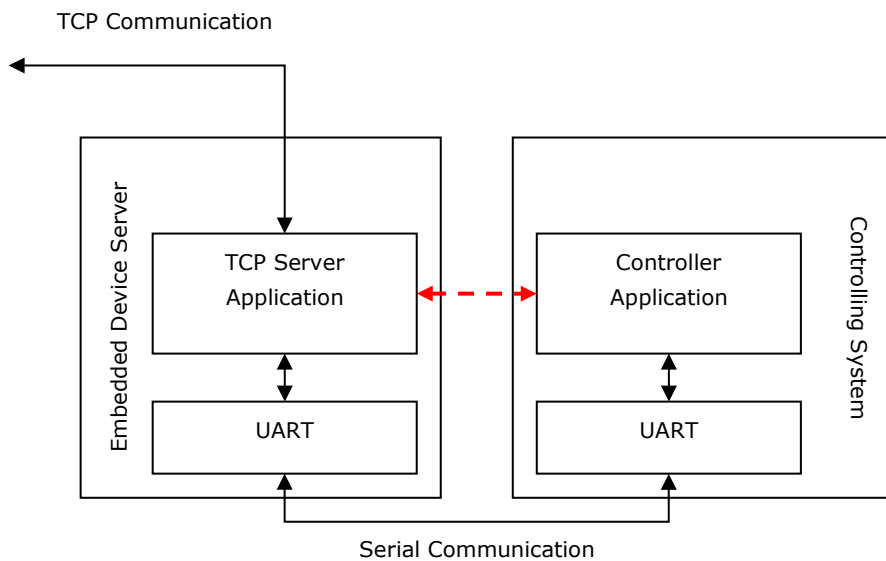 TCP Communication
Embedded Device Server
TCP Server
Application
UART
Controller
Application
UART
Controlling System
Serial Communication